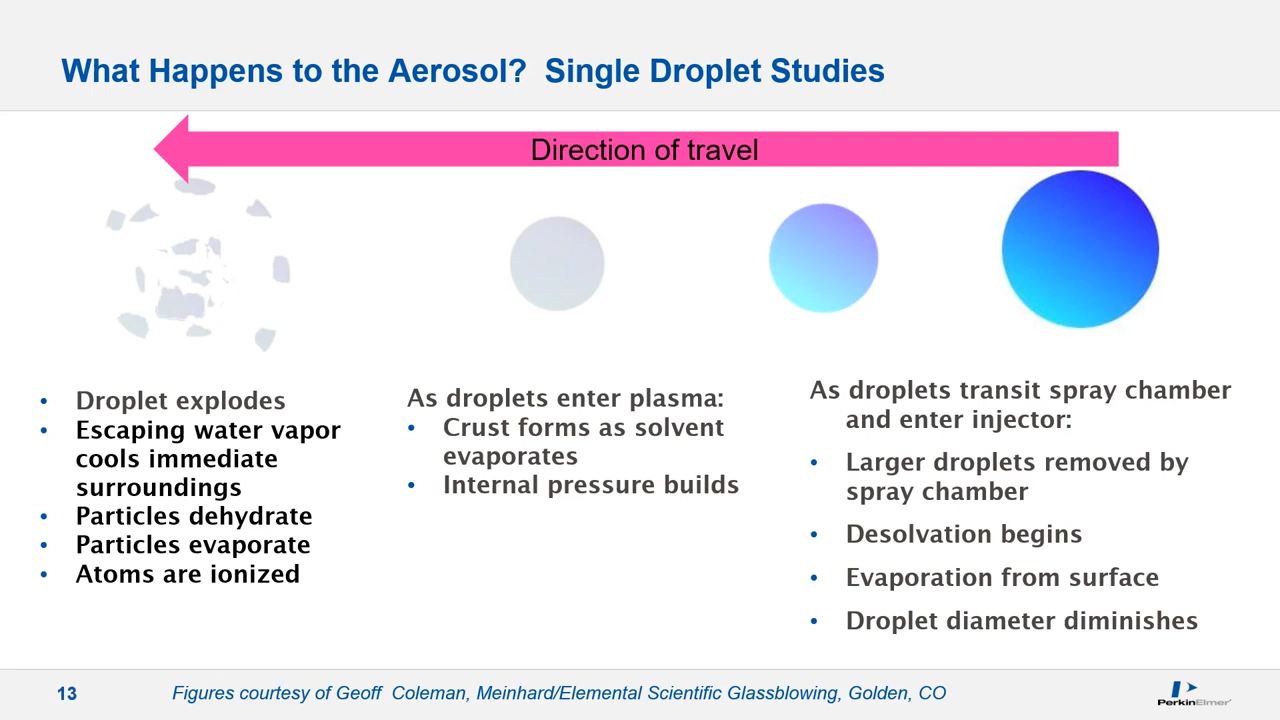 What Happens to the Aerosol?  Single Droplet Studies
Direction of travel
• Droplet explodes
• Escaping water vapor
cools immediate
surroundings
• Particles dehydrate
• Particles evaporate
• Atoms are ionized
As droplets enter plasma:
• Crust forms as solvent
evaporates
• Internal pressure builds
As droplets transit spray chamber
and enter injector:
• Larger droplets removed by
spray chamber
• Desolvation begins
• Evaporation from surface
• Droplet diameter diminishes
13
Figures courtesy of Geoff  Coleman, Meinhard/Elemental Scientific Glassblowing, Golden, CO
PerkinElmer